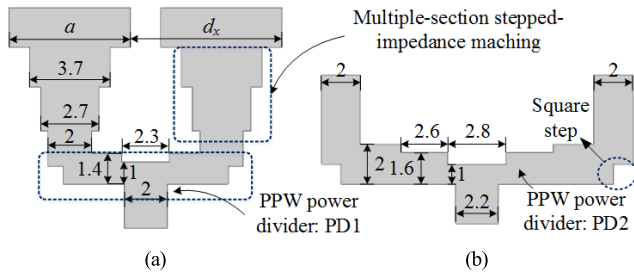 a
d_x
Multiple-section stepped-
impedance maching
3.7
2.7
2
2.3
1.4
1
2
PPW power
divider: PD1
(a)
2
2
Square
step
2.6
2.8
2
1.6
1
2.2
PPW power
divider: PD2
(b)